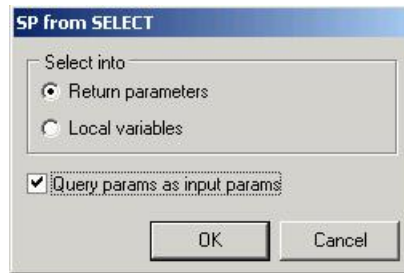 SP from SELECT
Select into
Return parameters
Local variables
Query params as input params
OK
Cancel